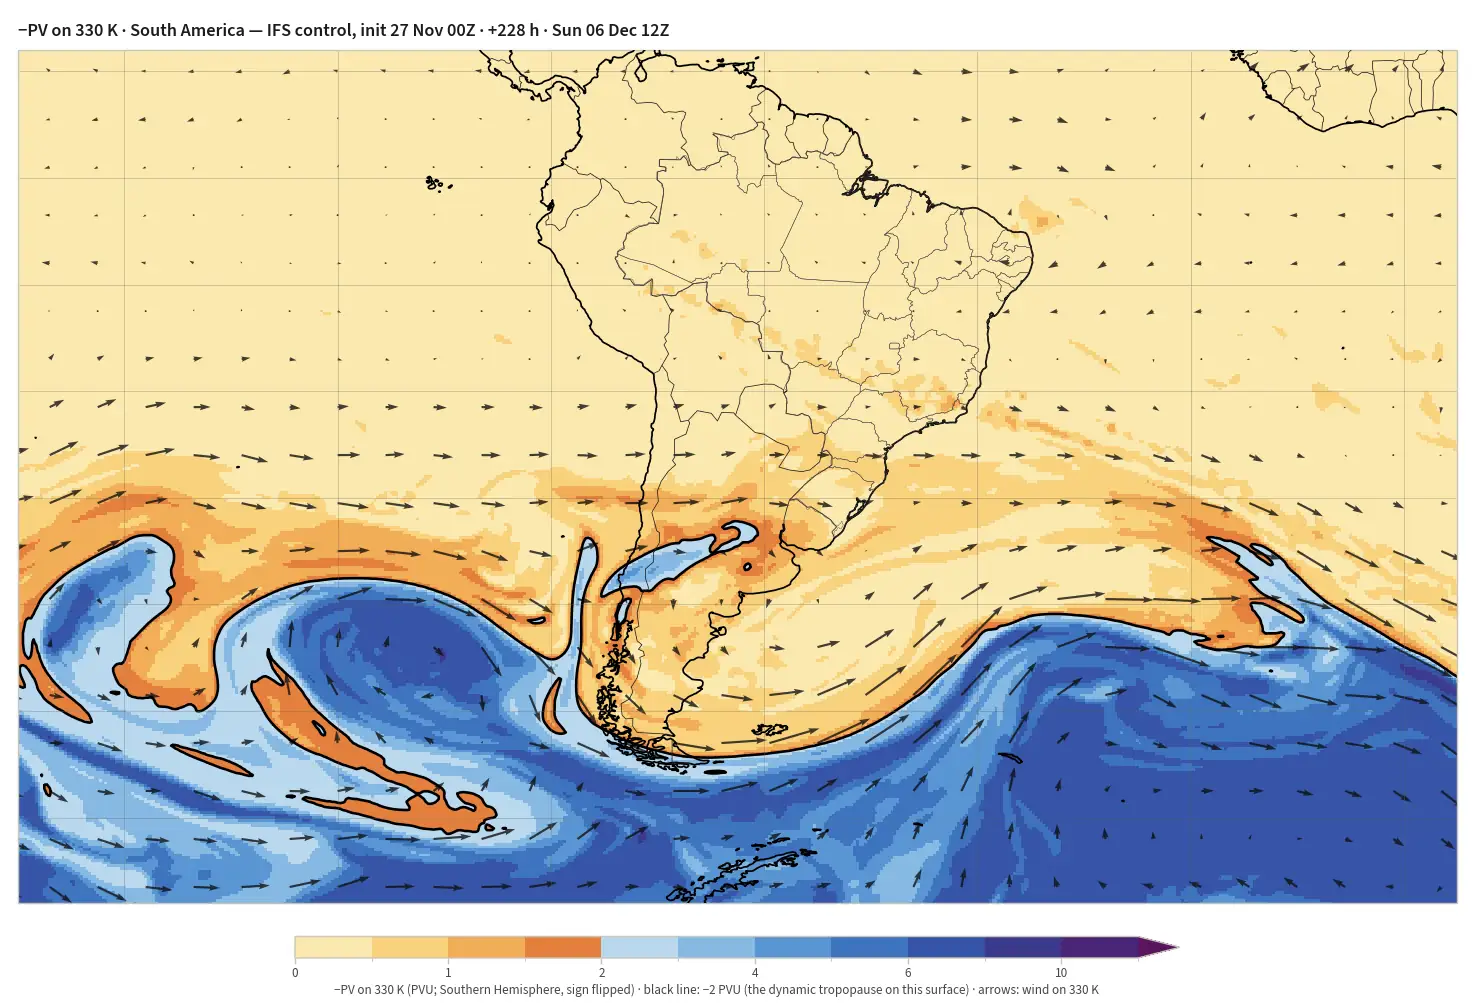 −PV on 330 K · South America — IFS control, init 27 Nov 00Z · +228 h · Sun 06 Dec 12Z
0 1 2 4 6 10
−PV on 330 K (PVU; Southern Hemisphere, sign flipped) · black line: −2 PVU (the dynamic tropopause on this surface) · arrows: wind on 330 K